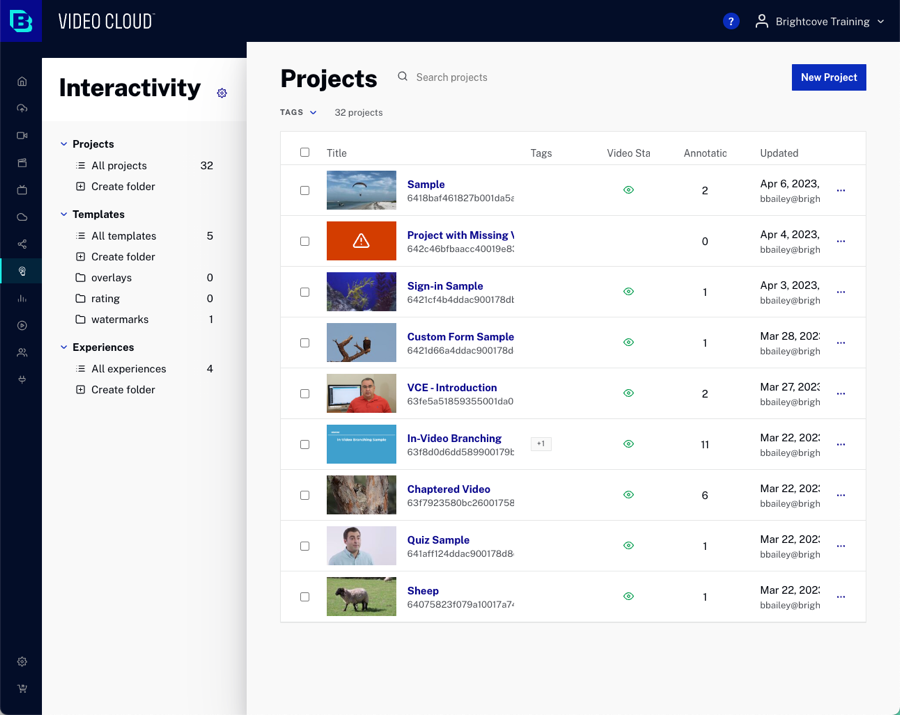 VIDEO CLOUD
?
Brightcove Training
Interactivity
Projects
All projects 32
Create folder
Templates
All templates 5
Create folder
overlays 0
rating 0
watermarks 1
Experiences
All experiences 4
Create folder
Projects
Search projects
New Project
TAGS
32 projects
Title Tags Video Sta Annotatic Updated
Sample 2 Apr 6, 2023,
6418baf461827b001da5a bbailey@brigh
Project with Missing V 0 Apr 4, 2023,
642c46bfbaacc40019e83 bbailey@brigh
Sign-in Sample 1 Apr 3, 2023,
6421cf4b4ddac900178db bbailey@brigh
Custom Form Sample 1 Mar 28, 2023
6421d66a4ddac900178d bbailey@brigh
VCE - Introduction 2 Mar 27, 2023
63fe5a51859355001da0 bbailey@brigh
In-Video Branching Sample
In-Video Branching +1 11 Mar 22, 2023
63f8d0d6dd589900179b bbailey@brigh
Chaptered Video 6 Mar 22, 2023
63f7923580bc26001758 bbailey@brigh
Quiz Sample 1 Mar 22, 2023
641aff124ddac900178d8 bbailey@brigh
Sheep 1 Mar 22, 2023
64075823f079a10017a74 bbailey@brigh